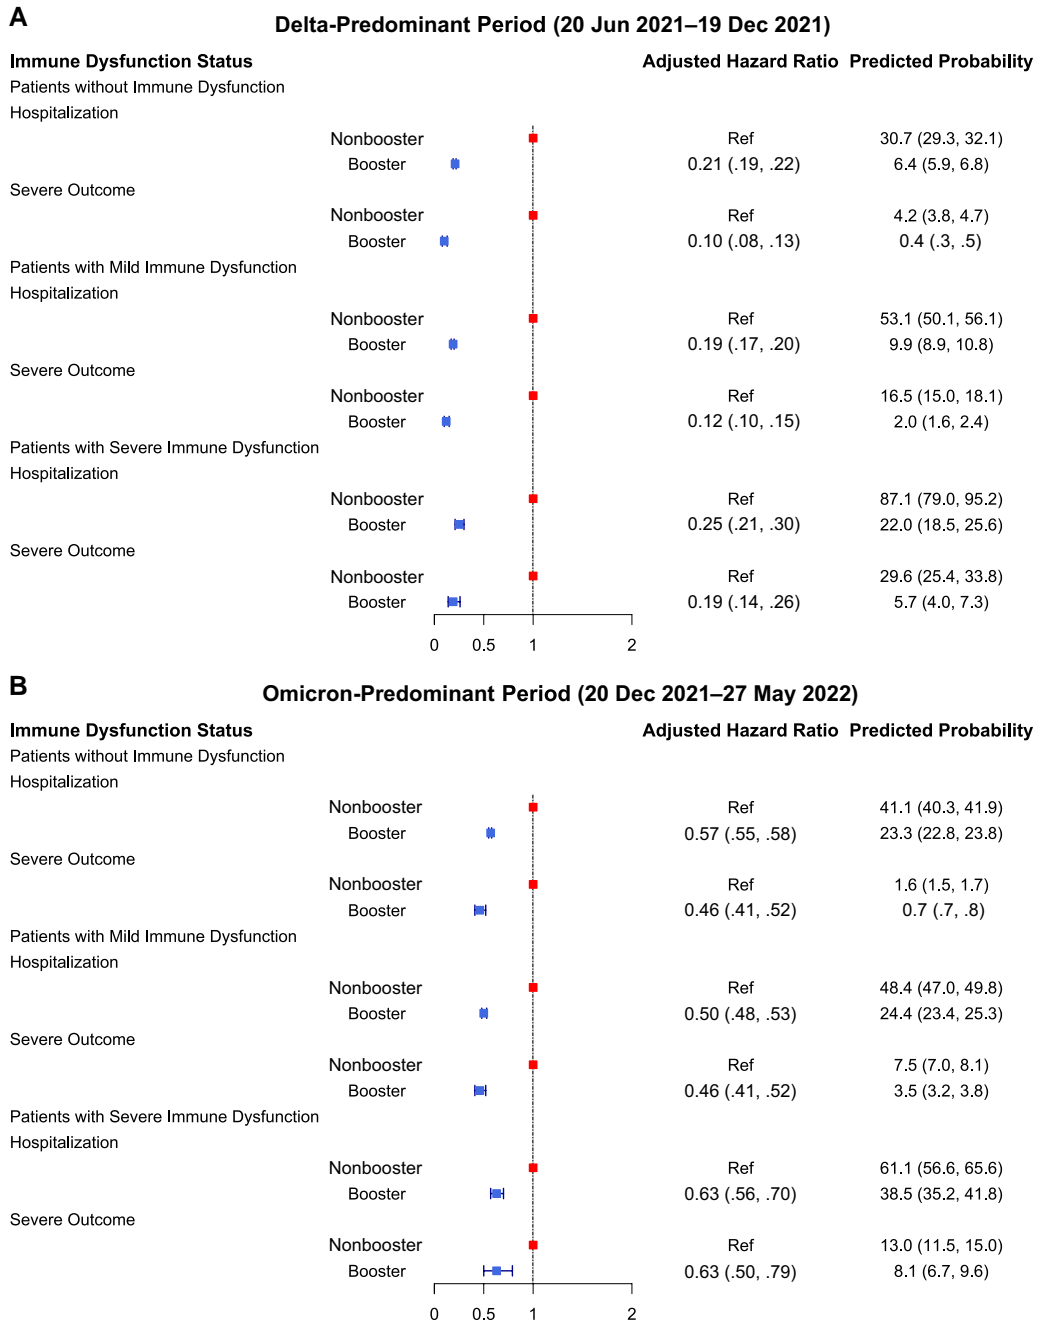 A
Delta-Predominant Period (20 Jun 2021–19 Dec 2021)
Immune Dysfunction Status Adjusted Hazard Ratio Predicted Probability
Patients without Immune Dysfunction
Hospitalization
Nonbooster Ref 30.7 (29.3, 32.1)
Booster 0.21 (.19, .22) 6.4 (5.9, 6.8)
Severe Outcome
Nonbooster Ref 4.2 (3.8, 4.7)
Booster 0.10 (.08, .13) 0.4 (.3, .5)
Patients with Mild Immune Dysfunction
Hospitalization
Nonbooster Ref 53.1 (50.1, 56.1)
Booster 0.19 (.17, .20) 9.9 (8.9, 10.8)
Severe Outcome
Nonbooster Ref 16.5 (15.0, 18.1)
Booster 0.12 (.10, .15) 2.0 (1.6, 2.4)
Patients with Severe Immune Dysfunction
Hospitalization
Nonbooster Ref 87.1 (79.0, 95.2)
Booster 0.25 (.21, .30) 22.0 (18.5, 25.6)
Severe Outcome
Nonbooster Ref 29.6 (25.4, 33.8)
Booster 0.19 (.14, .26) 5.7 (4.0, 7.3)
0 0.5 1 2
B
Omicron-Predominant Period (20 Dec 2021–27 May 2022)
Immune Dysfunction Status Adjusted Hazard Ratio Predicted Probability
Patients without Immune Dysfunction
Hospitalization
Nonbooster Ref 41.1 (40.3, 41.9)
Booster 0.57 (.55, .58) 23.3 (22.8, 23.8)
Severe Outcome
Nonbooster Ref 1.6 (1.5, 1.7)
Booster 0.46 (.41, .52) 0.7 (.7, .8)
Patients with Mild Immune Dysfunction
Hospitalization
Nonbooster Ref 48.4 (47.0, 49.8)
Booster 0.50 (.48, .53) 24.4 (23.4, 25.3)
Severe Outcome
Nonbooster Ref 7.5 (7.0, 8.1)
Booster 0.46 (.41, .52) 3.5 (3.2, 3.8)
Patients with Severe Immune Dysfunction
Hospitalization
Nonbooster Ref 61.1 (56.6, 65.6)
Booster 0.63 (.56, .70) 38.5 (35.2, 41.8)
Severe Outcome
Nonbooster Ref 13.0 (11.5, 15.0)
Booster 0.63 (.50, .79) 8.1 (6.7, 9.6)
0 0.5 1 2